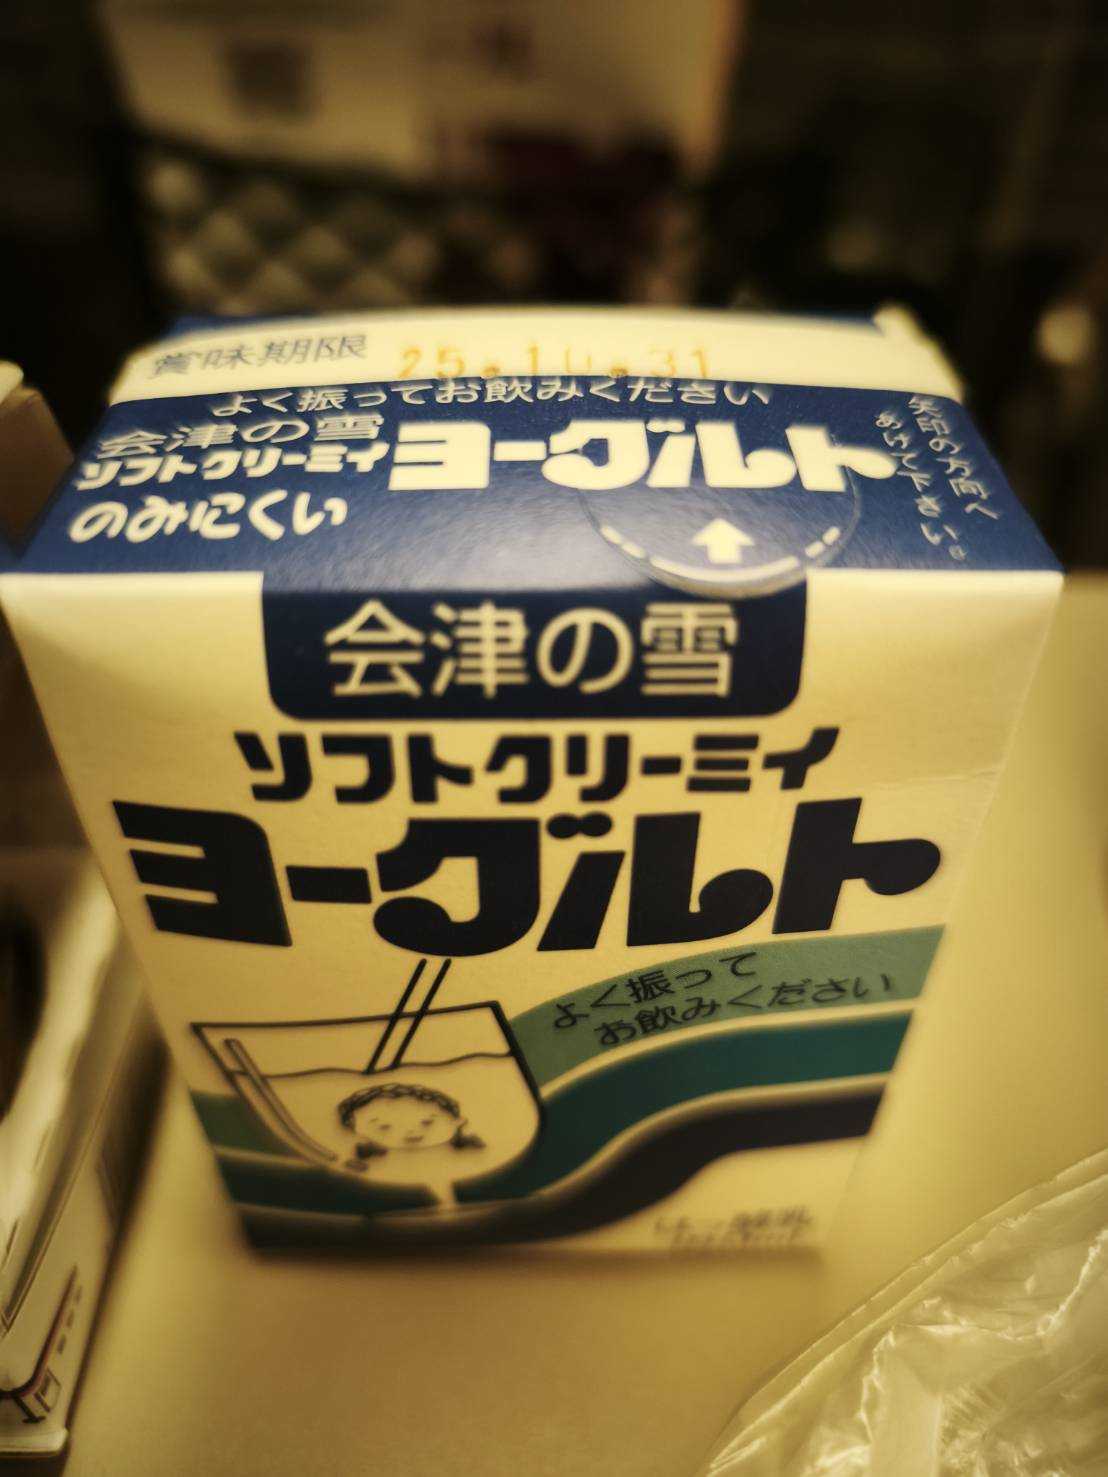 賞味期限 25.10.31
よく振ってお飲みください
会津の雪
ソフトクリーミィ
ヨーグルト
のみにくい
矢印の方向へ
あけて下さい。
会津の雪
ソフトクリーミィ
ヨーグルト
よく振って
お飲みください